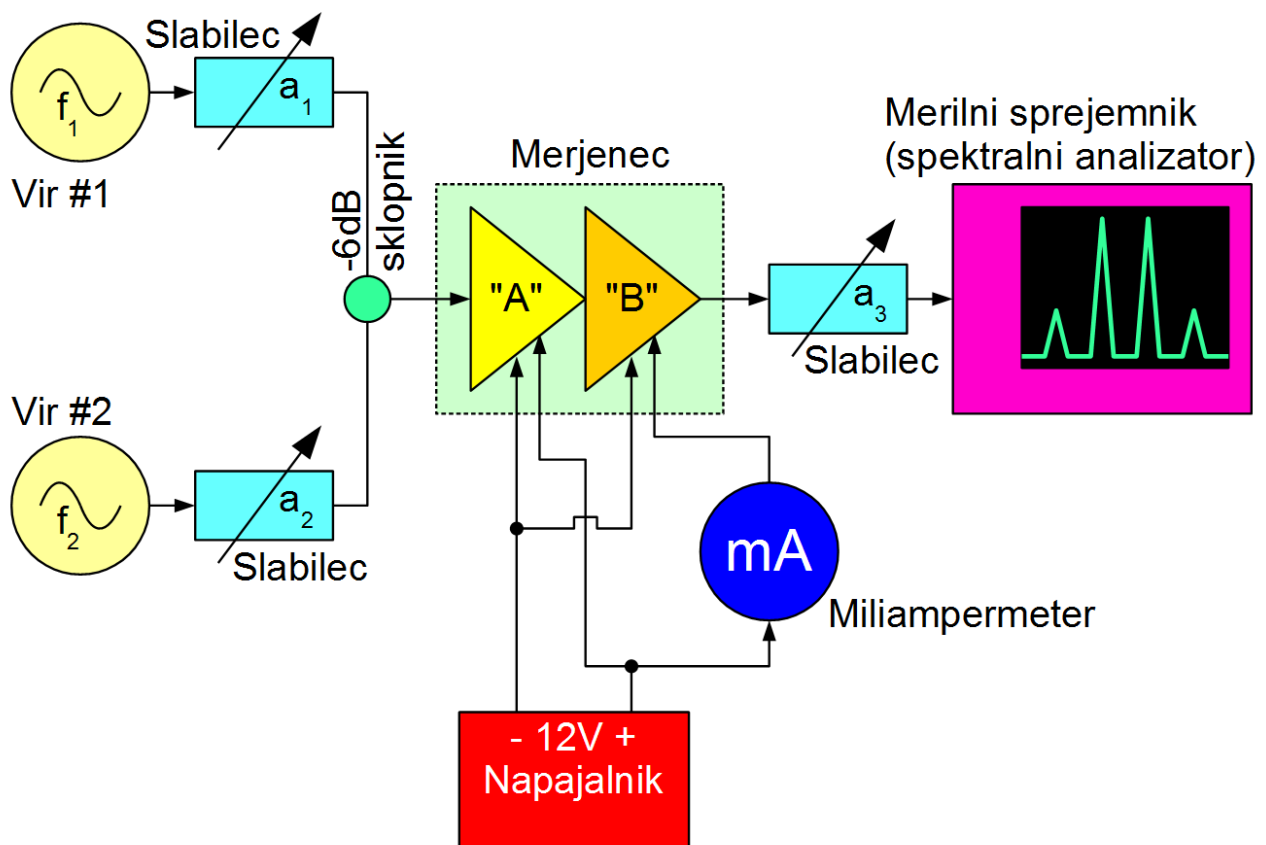 Slabilec
f1
a1
Vir #1
-6dB
sklopnik
Merjenec
"A"
"B"
Merilni sprejemnik
(spektralni analizator)
a3
Slabilec
Vir #2
f2
a2
Slabilec
mA
Miliampermeter
- 12V +
Napajalnik